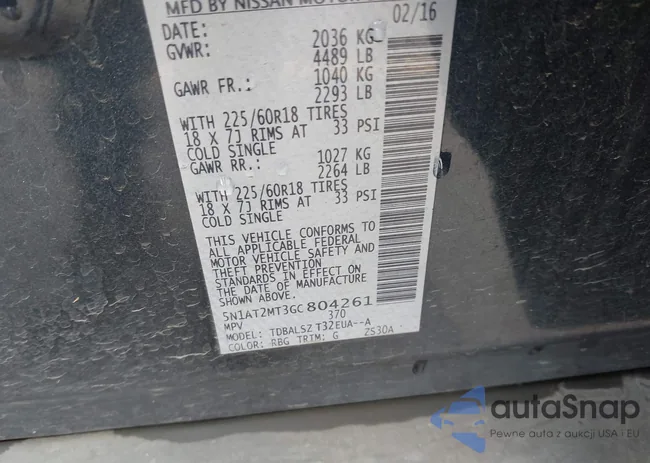 MFD BY NISSAN MOTOR
DATE: 02/16
GVWR: 2036 KG
4489 LB
GAWR FR.: 1040 KG
2293 LB
WITH 225/60R18 TIRES
18 X 7J RIMS AT 33 PSI
COLD SINGLE
GAWR RR.: 1027 KG
2264 LB
WITH 225/60R18 TIRES
18 X 7J RIMS AT 33 PSI
COLD SINGLE
THIS VEHICLE CONFORMS TO
ALL APPLICABLE FEDERAL
MOTOR VEHICLE SAFETY AND
THEFT PREVENTION
STANDARDS IN EFFECT ON
THE DATE OF MANUFACTURE
SHOWN ABOVE.
5N1AT2MT3GC804261
MPV 370
MODEL: TDBALSZ T32EUA--A
COLOR: RBG TRIM: G ZS30A
autaSnap
Pewne auta z aukcji USA i EU